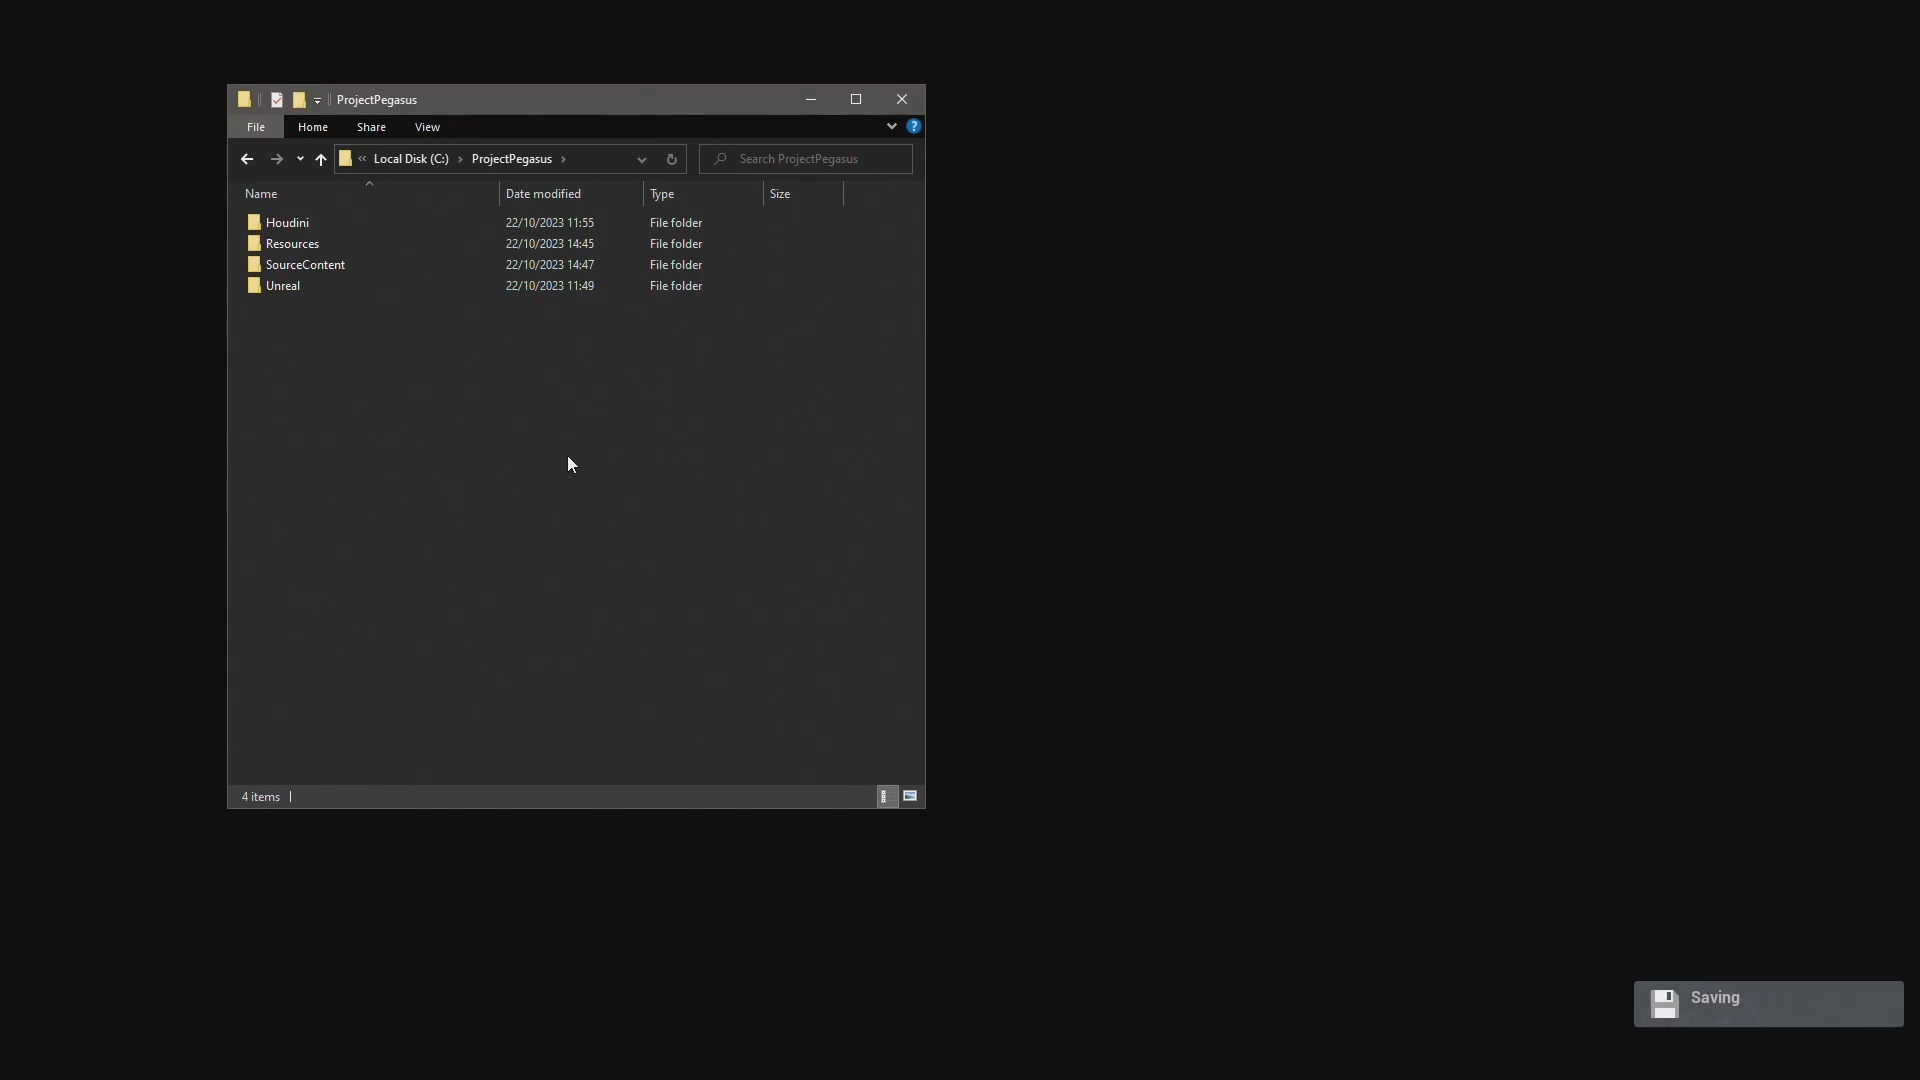 ProjectPegasus
File Home Share View
« Local Disk (C:) › ProjectPegasus › Search ProjectPegasus
Name Date modified Type Size
Houdini 22/10/2023 11:55 File folder
Resources 22/10/2023 14:45 File folder
SourceContent 22/10/2023 14:47 File folder
Unreal 22/10/2023 11:49 File folder
4 items
Saving